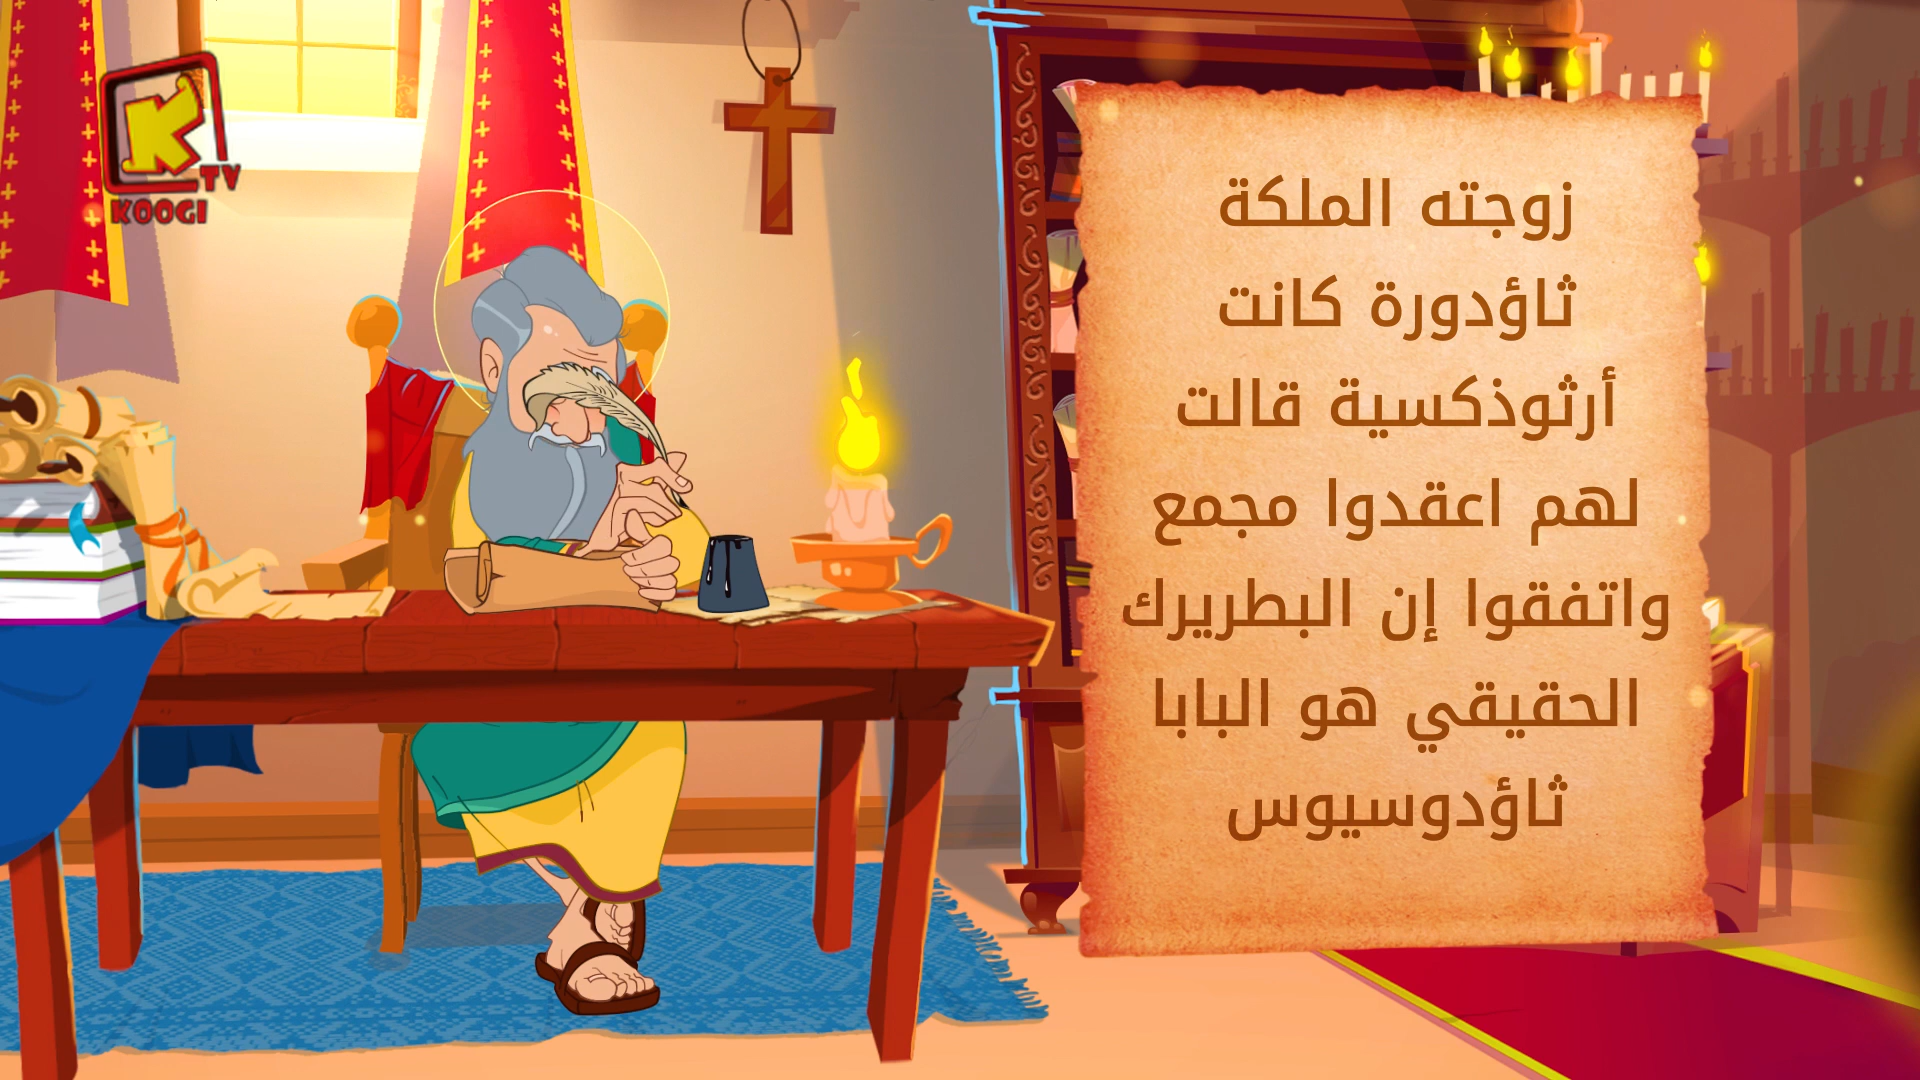 K
TV
KOOGI
زوجته الملكة
ثاؤدورة كانت
أرثوذكسية قالت
لهم اعقدوا مجمع
واتفقوا إن البطريرك
الحقيقي هو البابا
ثاؤدوسيوس